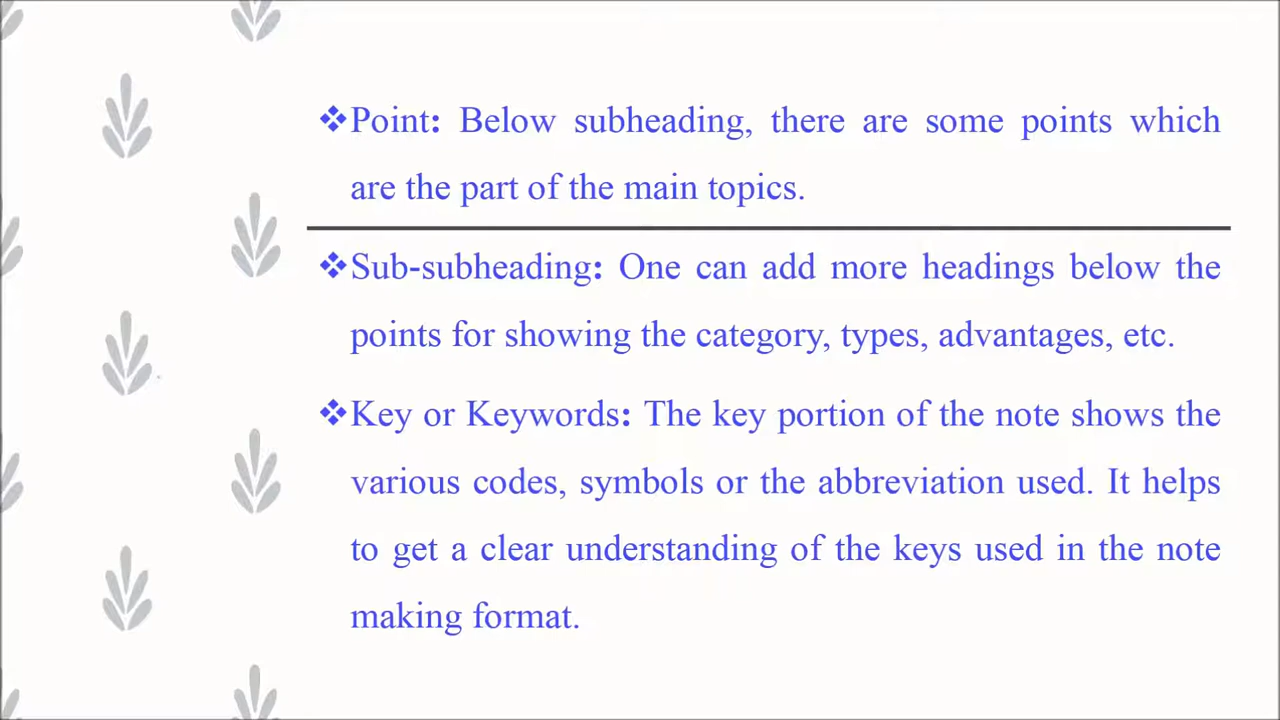 ❖Point: Below subheading, there are some points which
are the part of the main topics.
❖Sub-subheading: One can add more headings below the
points for showing the category, types, advantages, etc.
❖Key or Keywords: The key portion of the note shows the
various codes, symbols or the abbreviation used. It helps
to get a clear understanding of the keys used in the note
making format.